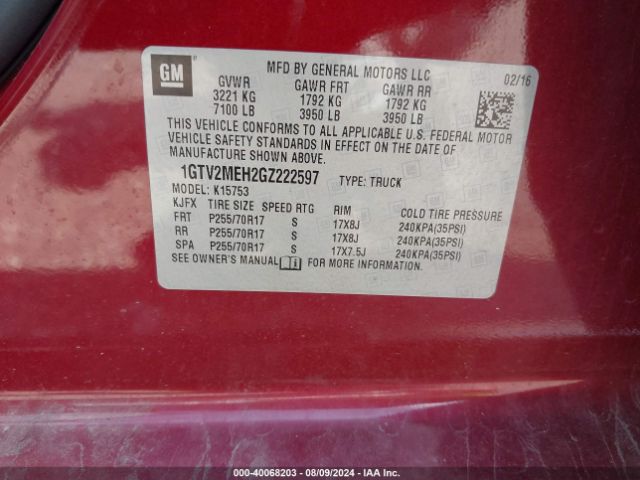 GM
MFD BY GENERAL MOTORS LLC 02/16
GVWR GAWR FRT GAWR RR
3221 KG 1792 KG 1792 KG
7100 LB 3950 LB 3950 LB
THIS VEHICLE CONFORMS TO ALL APPLICABLE U.S. FEDERAL MOTOR
VEHICLE SAFETY STANDARDS IN EFFECT ON THE DATE OF
MANUFACTURE SHOWN ABOVE.
1GTV2MEH2GZ222597 TYPE: TRUCK
MODEL: K15753
KJFX TIRE SIZE SPEED RTG RIM COLD TIRE PRESSURE
FRT P255/70R17 S 17X8J 240KPA(35PSI)
RR P255/70R17 S 17X8J 240KPA(35PSI)
SPA P255/70R17 S 17X7.5J 240KPA(35PSI)
SEE OWNER'S MANUAL FOR MORE INFORMATION.
000-40068203 - 08/09/2024 - IAA Inc.